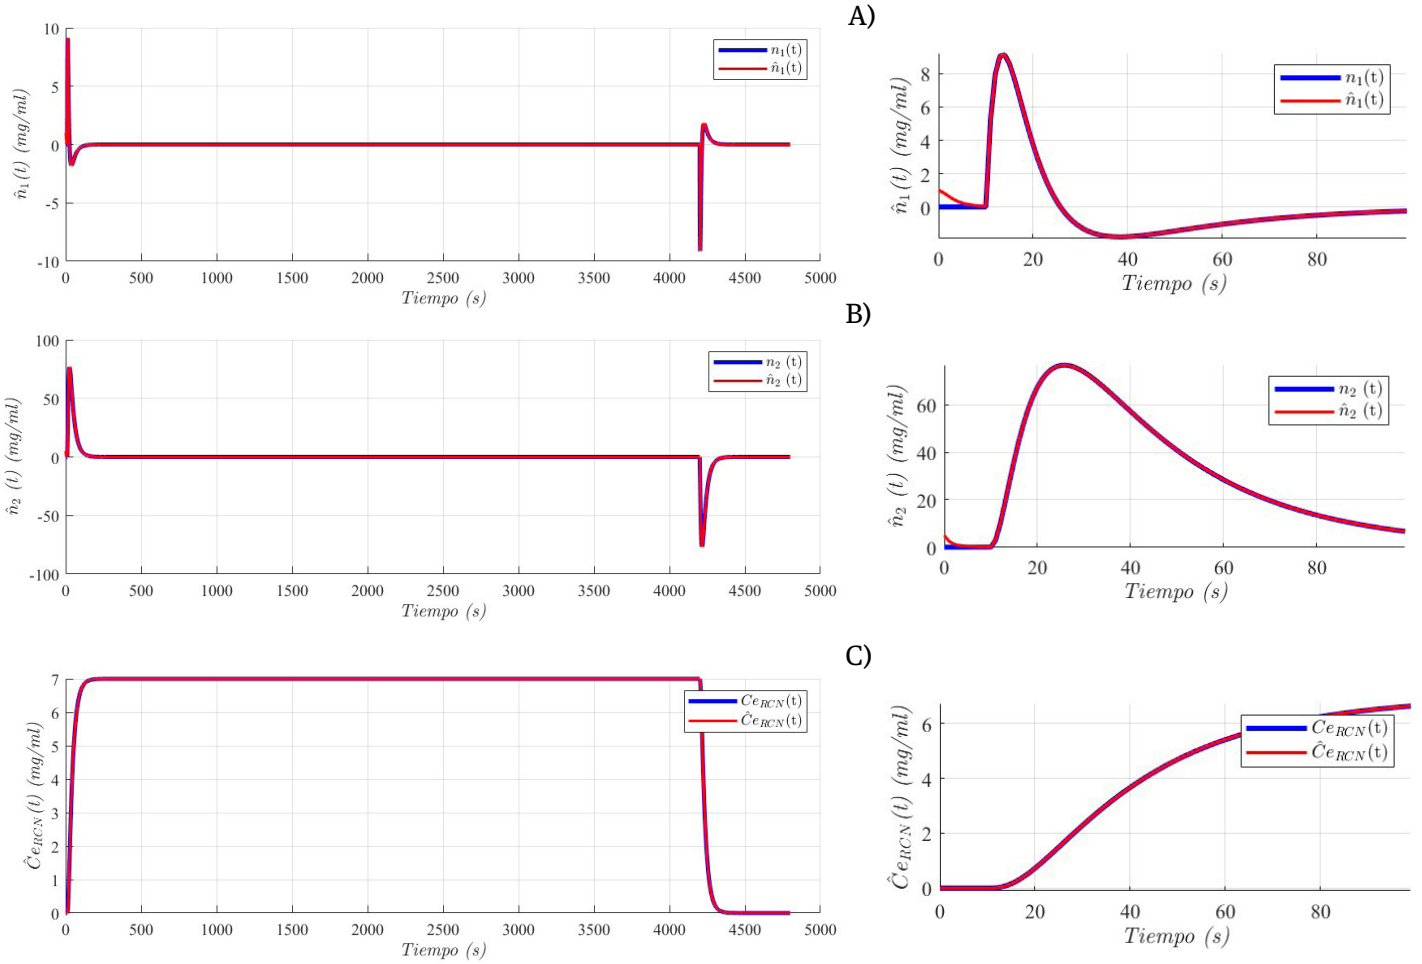 A)
10
5
0
-5
-10
n̂₁(t) (mg/ml)
n₁(t)
n̂₁(t)
0 500 1000 1500 2000 2500 3000 3500 4000 4500 5000
Tiempo (s)
8
6
4
2
0
n̂₁(t) (mg/ml)
n₁(t)
n̂₁(t)
0 20 40 60 80
Tiempo (s)
B)
100
50
0
-50
-100
n̂₂ (t) (mg/ml)
n₂ (t)
n̂₂ (t)
0 500 1000 1500 2000 2500 3000 3500 4000 4500 5000
Tiempo (s)
60
40
20
0
n̂₂ (t) (mg/ml)
n₂ (t)
n̂₂ (t)
20 40 60 80
Tiempo (s)
C)
7
6
5
4
3
2
1
0
Ĉe_RCN(t) (mg/ml)
Ce_RCN(t)
Ĉe_RCN(t)
0 500 1000 1500 2000 2500 3000 3500 4000 4500 5000
Tiempo (s)
6
4
2
0
Ĉe_RCN(t) (mg/ml)
Ce_RCN(t)
Ĉe_RCN(t)
0 20 40 60 80
Tiempo (s)